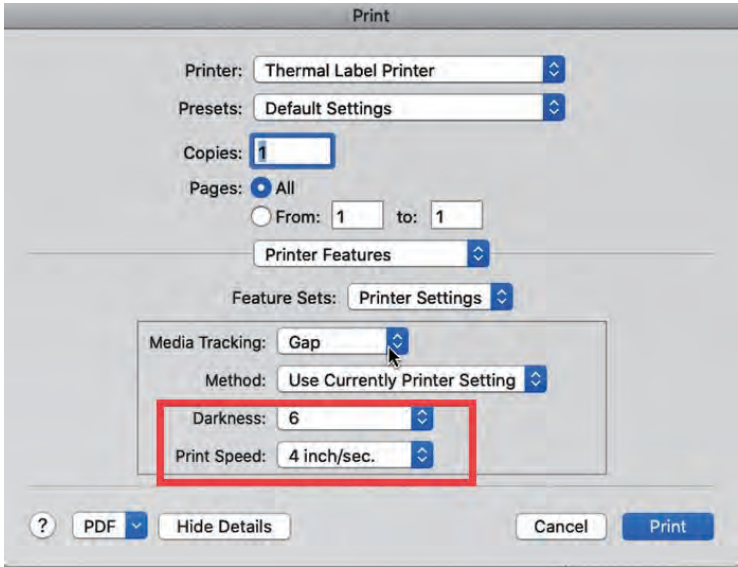 Print
Printer: Thermal Label Printer
Presets: Default Settings
Copies: 1
Pages: All
From: 1 to: 1
Printer Features
Feature Sets: Printer Settings
Media Tracking: Gap
Method: Use Currently Printer Setting
Darkness: 6
Print Speed: 4 inch/sec.
? PDF Hide Details Cancel Print